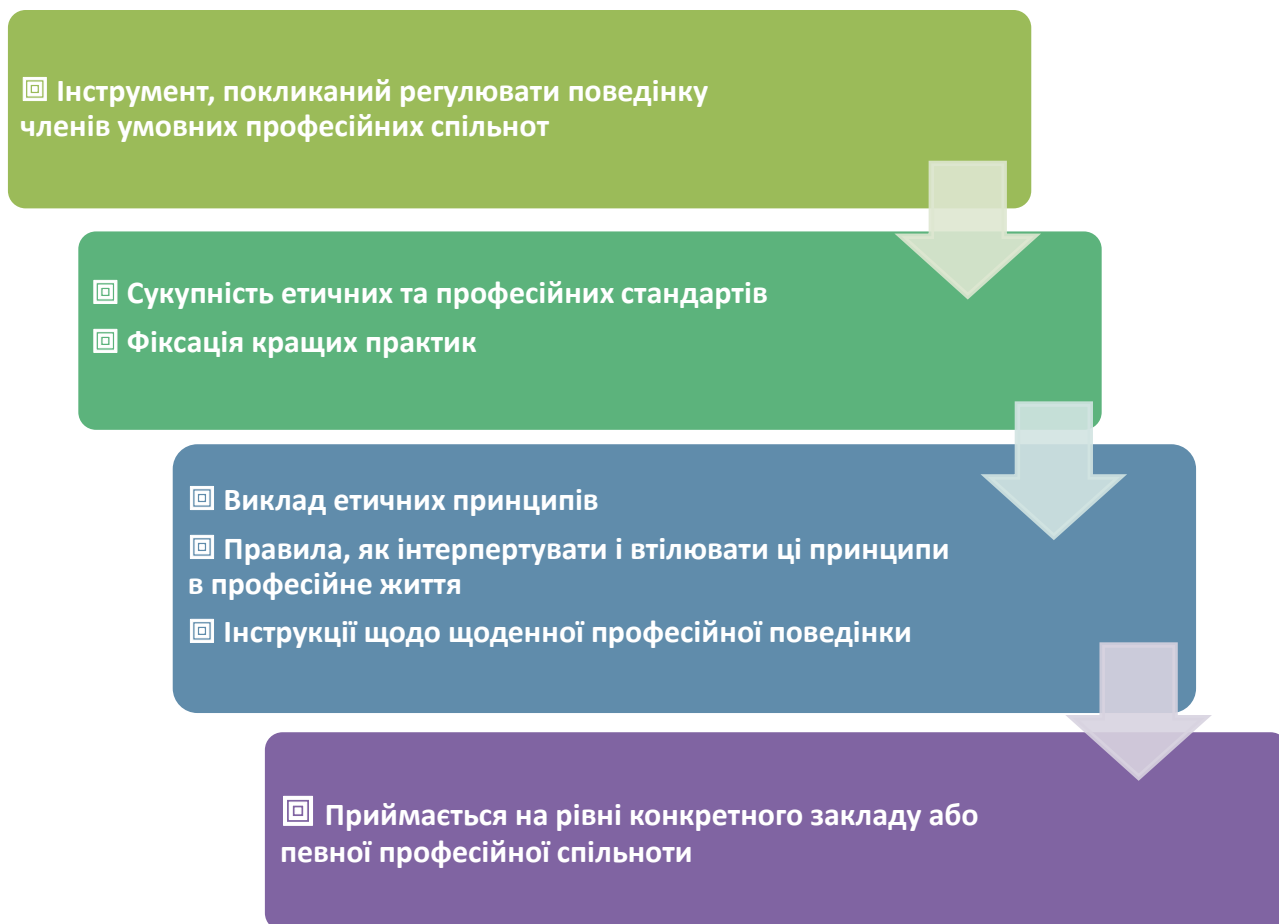 ▣ Інструмент, покликаний регулювати поведінку
членів умовних професійних спільнот
▣ Сукупність етичних та професійних стандартів
▣ Фіксація кращих практик
▣ Виклад етичних принципів
▣ Правила, як інтерпертувати і втілювати ці принципи
в професійне життя
▣ Інструкції щодо щоденної професійної поведінки
▣ Приймається на рівні конкретного закладу або
певної професійної спільноти